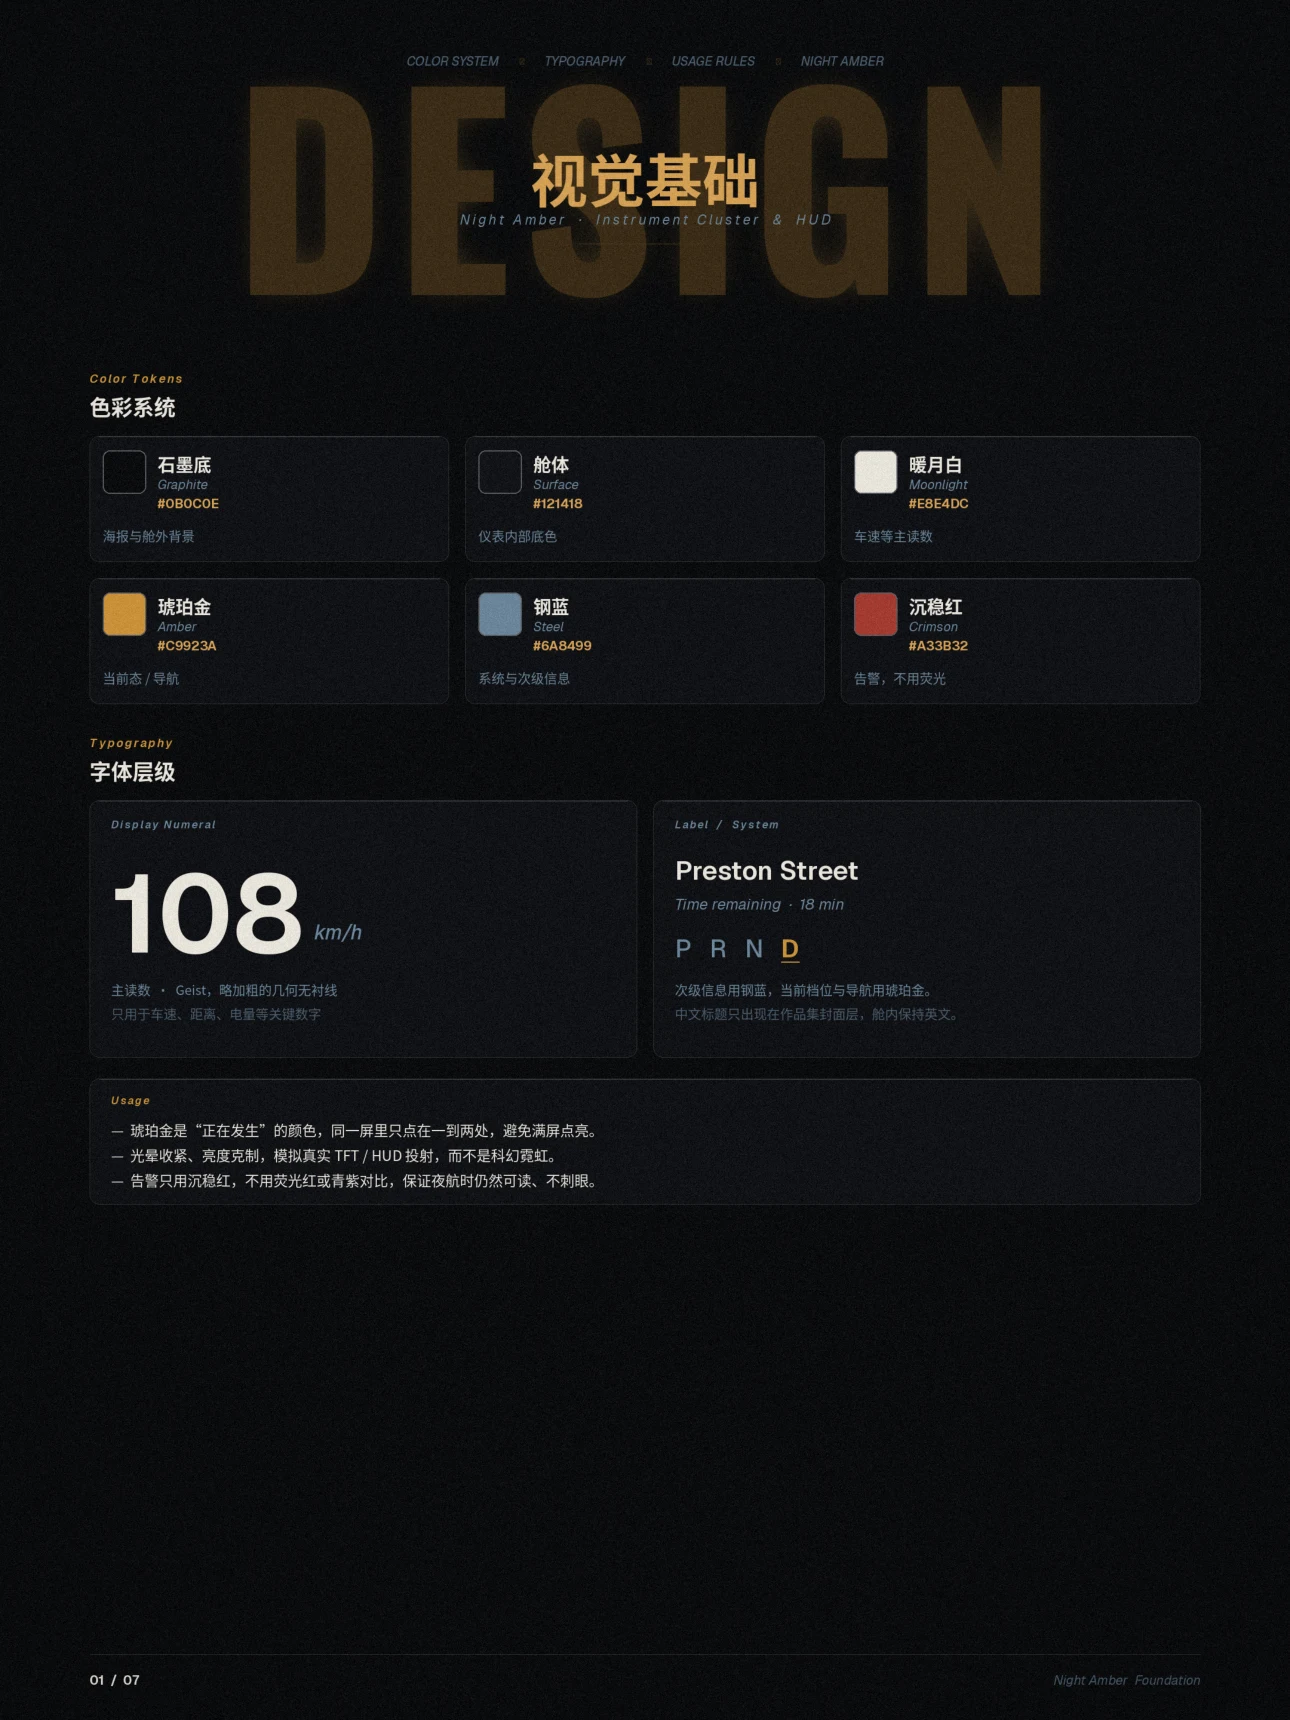 COLOR SYSTEM TYPOGRAPHY USAGE RULES NIGHT AMBER
DESIGN
视觉基础
Night Amber · Instrument Cluster & HUD
Color Tokens
色彩系统
石墨底
Graphite
#0B0C0E
海报与舱外背景
舱体
Surface
#121418
仪表内部底色
暖月白
Moonlight
#E8E4DC
车速等主读数
琥珀金
Amber
#C9923A
当前态 / 导航
钢蓝
Steel
#6A8499
系统与次级信息
沉稳红
Crimson
#A33B32
告警，不用荧光
Typography
字体层级
Display Numeral
108 km/h
主读数 · Geist，略加粗的几何无衬线
只用于车速、距离、电量等关键数字
Label / System
Preston Street
Time remaining · 18 min
P R N D
次级信息用钢蓝，当前档位与导航用琥珀金。
中文标题只出现在作品集封面层，舱内保持英文。
Usage
— 琥珀金是“正在发生”的颜色，同一屏里只点在一到两处，避免满屏点亮。
— 光晕收紧、亮度克制，模拟真实 TFT / HUD 投射，而不是科幻霓虹。
— 告警只用沉稳红，不用荧光红或青紫对比，保证夜航时仍然可读、不刺眼。
01 / 07
Night Amber Foundation